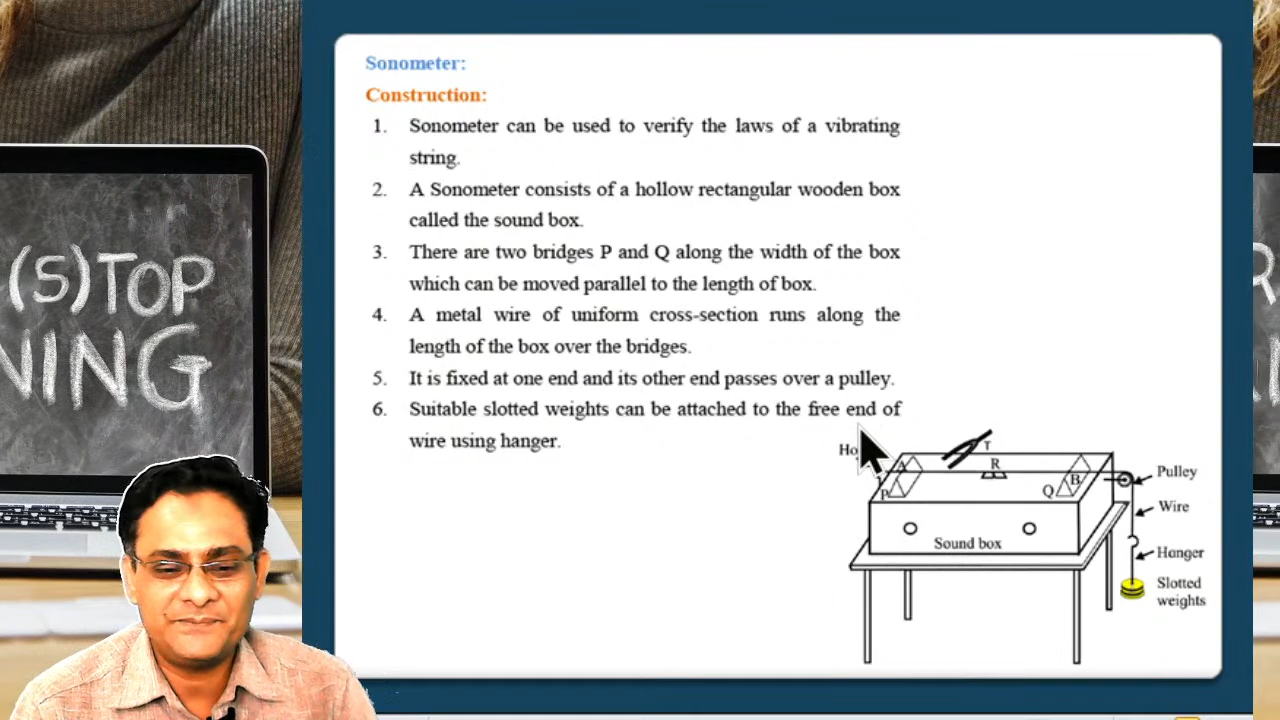 (S)TOP
NING
Sonometer:
Construction:
1. Sonometer can be used to verify the laws of a vibrating
string.
2. A Sonometer consists of a hollow rectangular wooden box
called the sound box.
3. There are two bridges P and Q along the width of the box
which can be moved parallel to the length of box.
4. A metal wire of uniform cross-section runs along the
length of the box over the bridges.
5. It is fixed at one end and its other end passes over a pulley.
6. Suitable slotted weights can be attached to the free end of
wire using hanger.
Ho
T
A
R
B
P
Q
Pulley
Wire
Sound box
Hanger
Slotted
weights